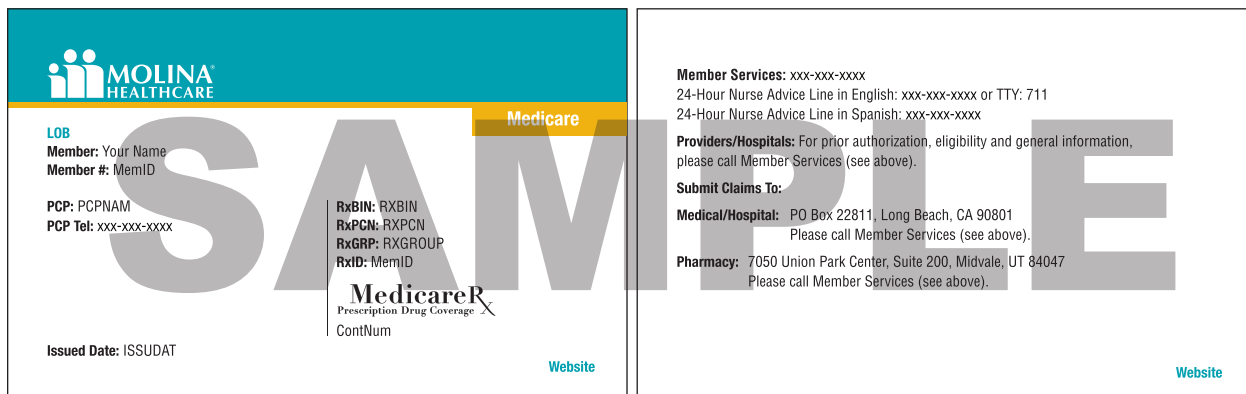 MOLINA®
HEALTHCARE
Medicare
LOB
Member: Your Name
Member #: MemID
PCP: PCPNAM
PCP Tel: xxx-xxx-xxxx
RxBIN: RXBIN
RxPCN: RXPCN
RxGRP: RXGROUP
RxID: MemID
MedicareRx
Prescription Drug Coverage
ContNum
Issued Date: ISSUDAT
Website
Member Services: xxx-xxx-xxxx
24-Hour Nurse Advice Line in English: xxx-xxx-xxxx or TTY: 711
24-Hour Nurse Advice Line in Spanish: xxx-xxx-xxxx
Providers/Hospitals: For prior authorization, eligibility and general information,
please call Member Services (see above).
Submit Claims To:
Medical/Hospital: PO Box 22811, Long Beach, CA 90801
Please call Member Services (see above).
Pharmacy: 7050 Union Park Center, Suite 200, Midvale, UT 84047
Please call Member Services (see above).
Website
SAMPLE